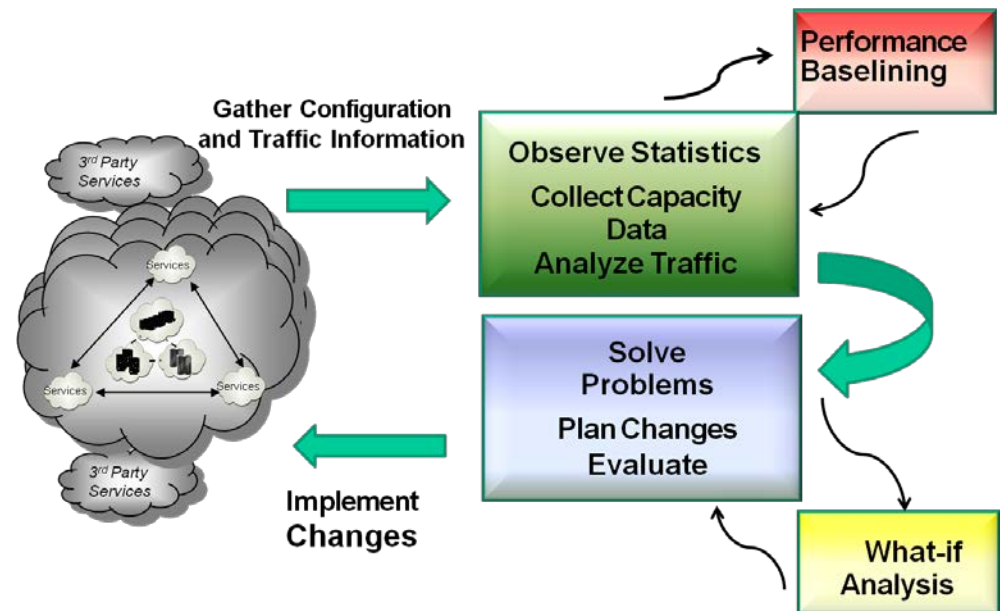 Performance
Baselining
Gather Configuration
and Traffic Information
Observe Statistics
Collect Capacity
Data
Analyze Traffic
3rd Party
Services
Services
Services
Services
3rd Party
Services
Solve
Problems
Plan Changes
Evaluate
Implement
Changes
What-if
Analysis